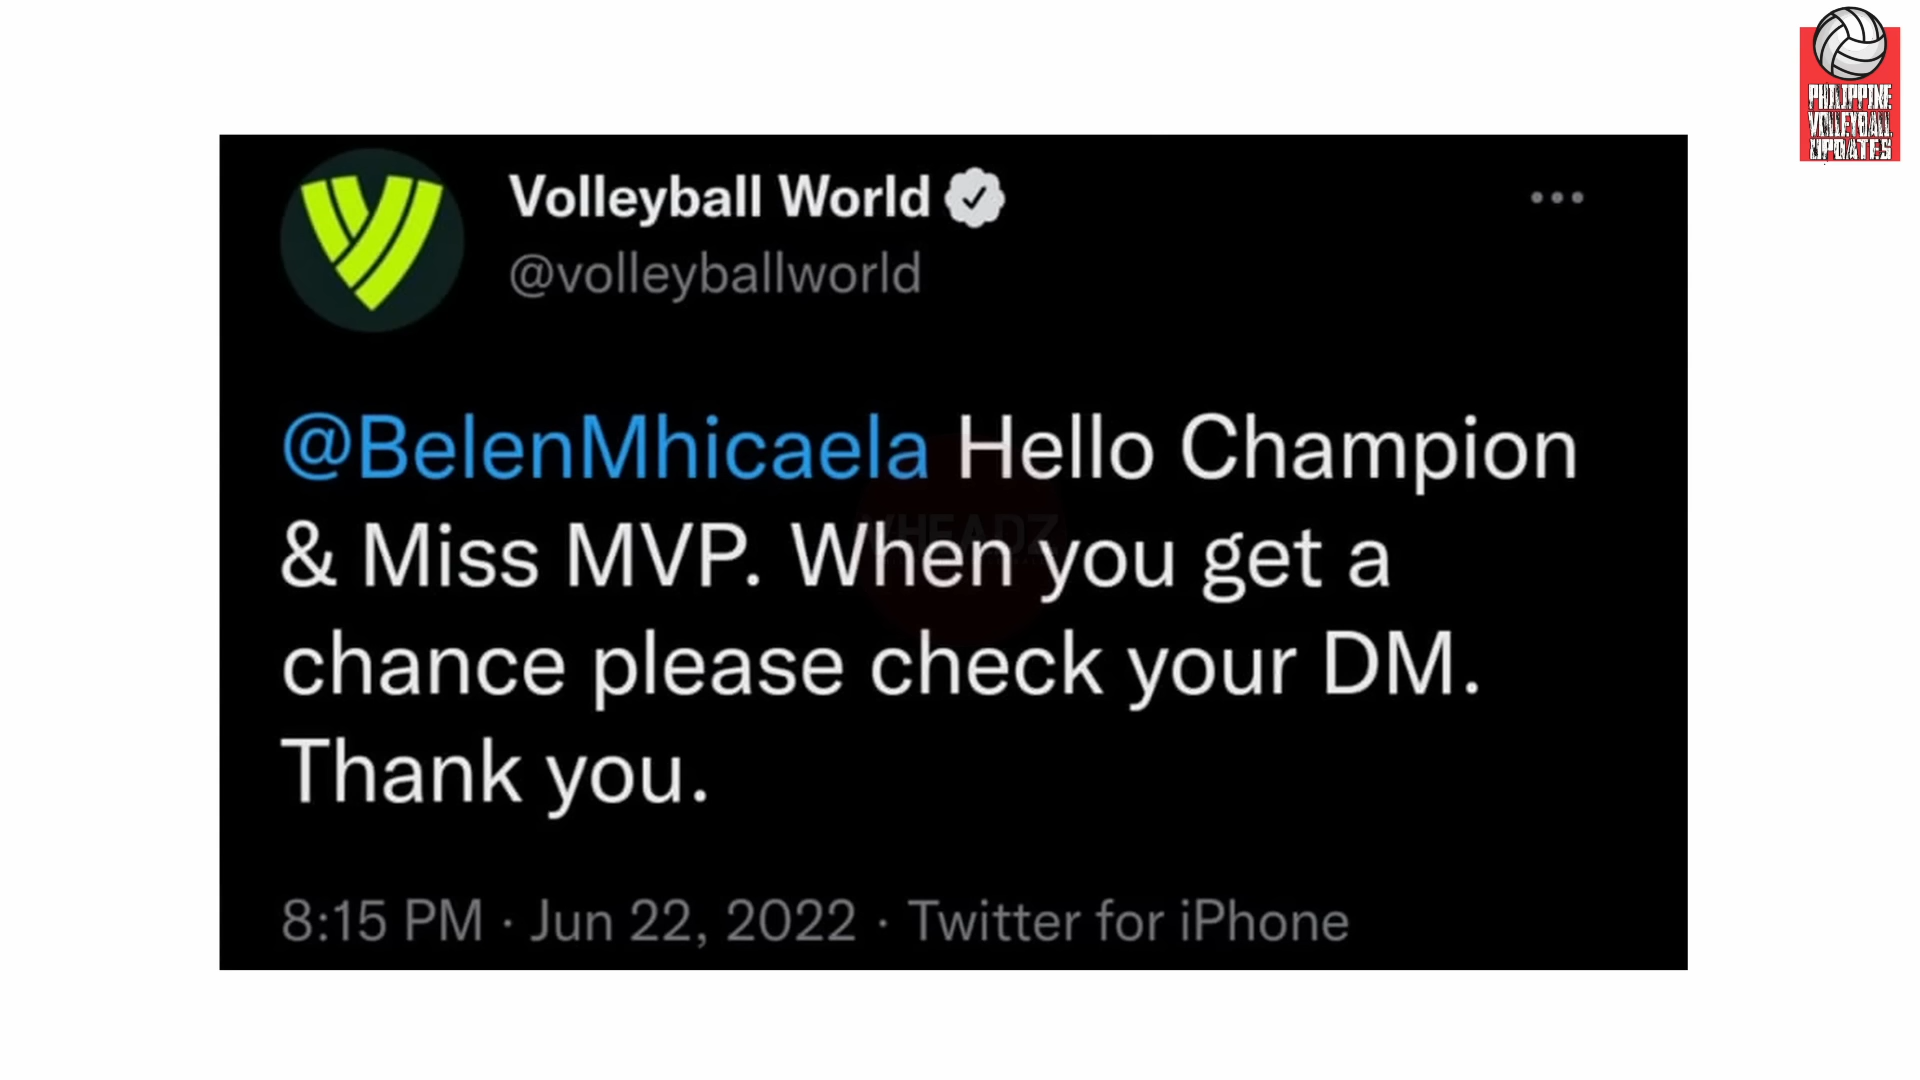 PHILIPPINE
VOLLEYBALL
UPDATES
Volleyball World
@volleyballworld
@BelenMhicaela Hello Champion
& Miss MVP. When you get a
chance please check your DM.
Thank you.
VHEADZ
8:15 PM · Jun 22, 2022 · Twitter for iPhone